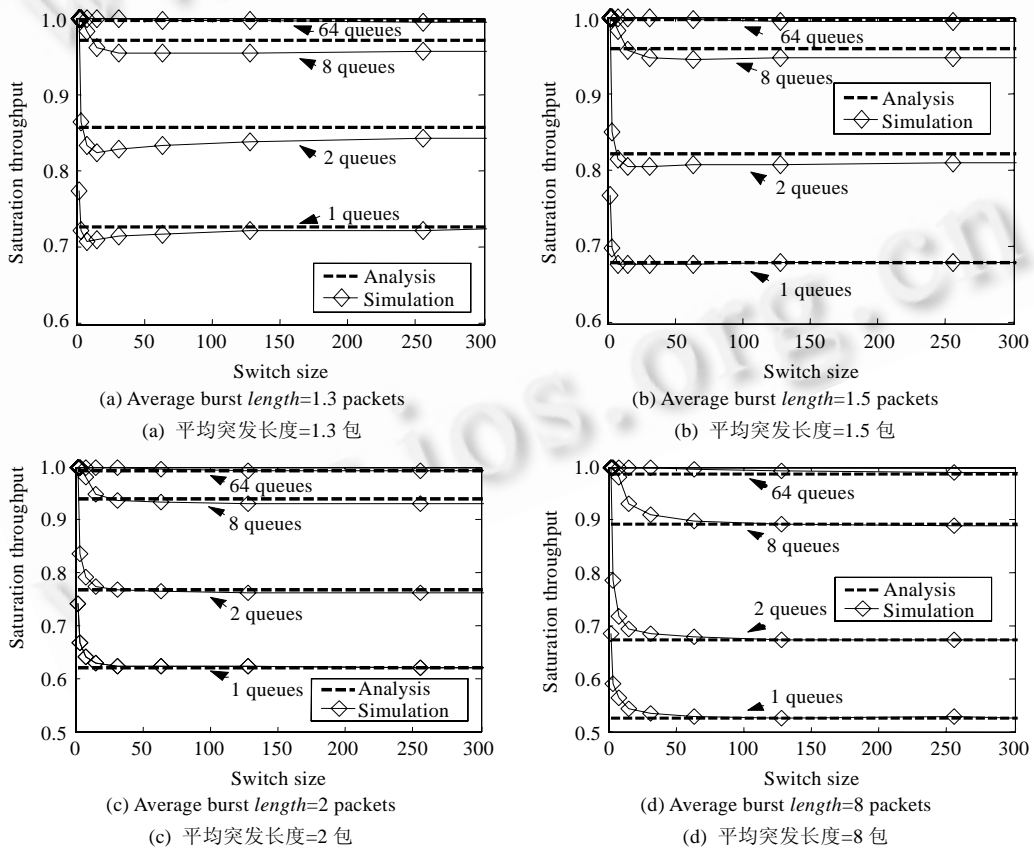 1.0
0.9
0.8
0.7
0.6
Saturation throughput
64 queues
8 queues
2 queues
1 queues
Analysis
Simulation
0 50 100 150 200 250 300
Switch size
(a) Average burst length=1.3 packets
(a) 平均突发长度=1.3 包
1.0
0.9
0.8
0.7
0.6
Saturation throughput
64 queues
8 queues
Analysis
Simulation
2 queues
1 queues
0 50 100 150 200 250 300
Switch size
(b) Average burst length=1.5 packets
(b) 平均突发长度=1.5 包
1.0
0.9
0.8
0.7
0.6
0.5
Saturation throughput
64 queues
8 queues
2 queues
1 queues
Analysis
Simulation
0 50 100 150 200 250 300
Switch size
(c) Average burst length=2 packets
(c) 平均突发长度=2 包
1.0
0.9
0.8
0.7
0.6
0.5
Saturation throughput
64 queues
8 queues
Analysis
Simulation
2 queues
1 queues
0 50 100 150 200 250 300
Switch size
(d) Average burst length=8 packets
(d) 平均突发长度=8 包